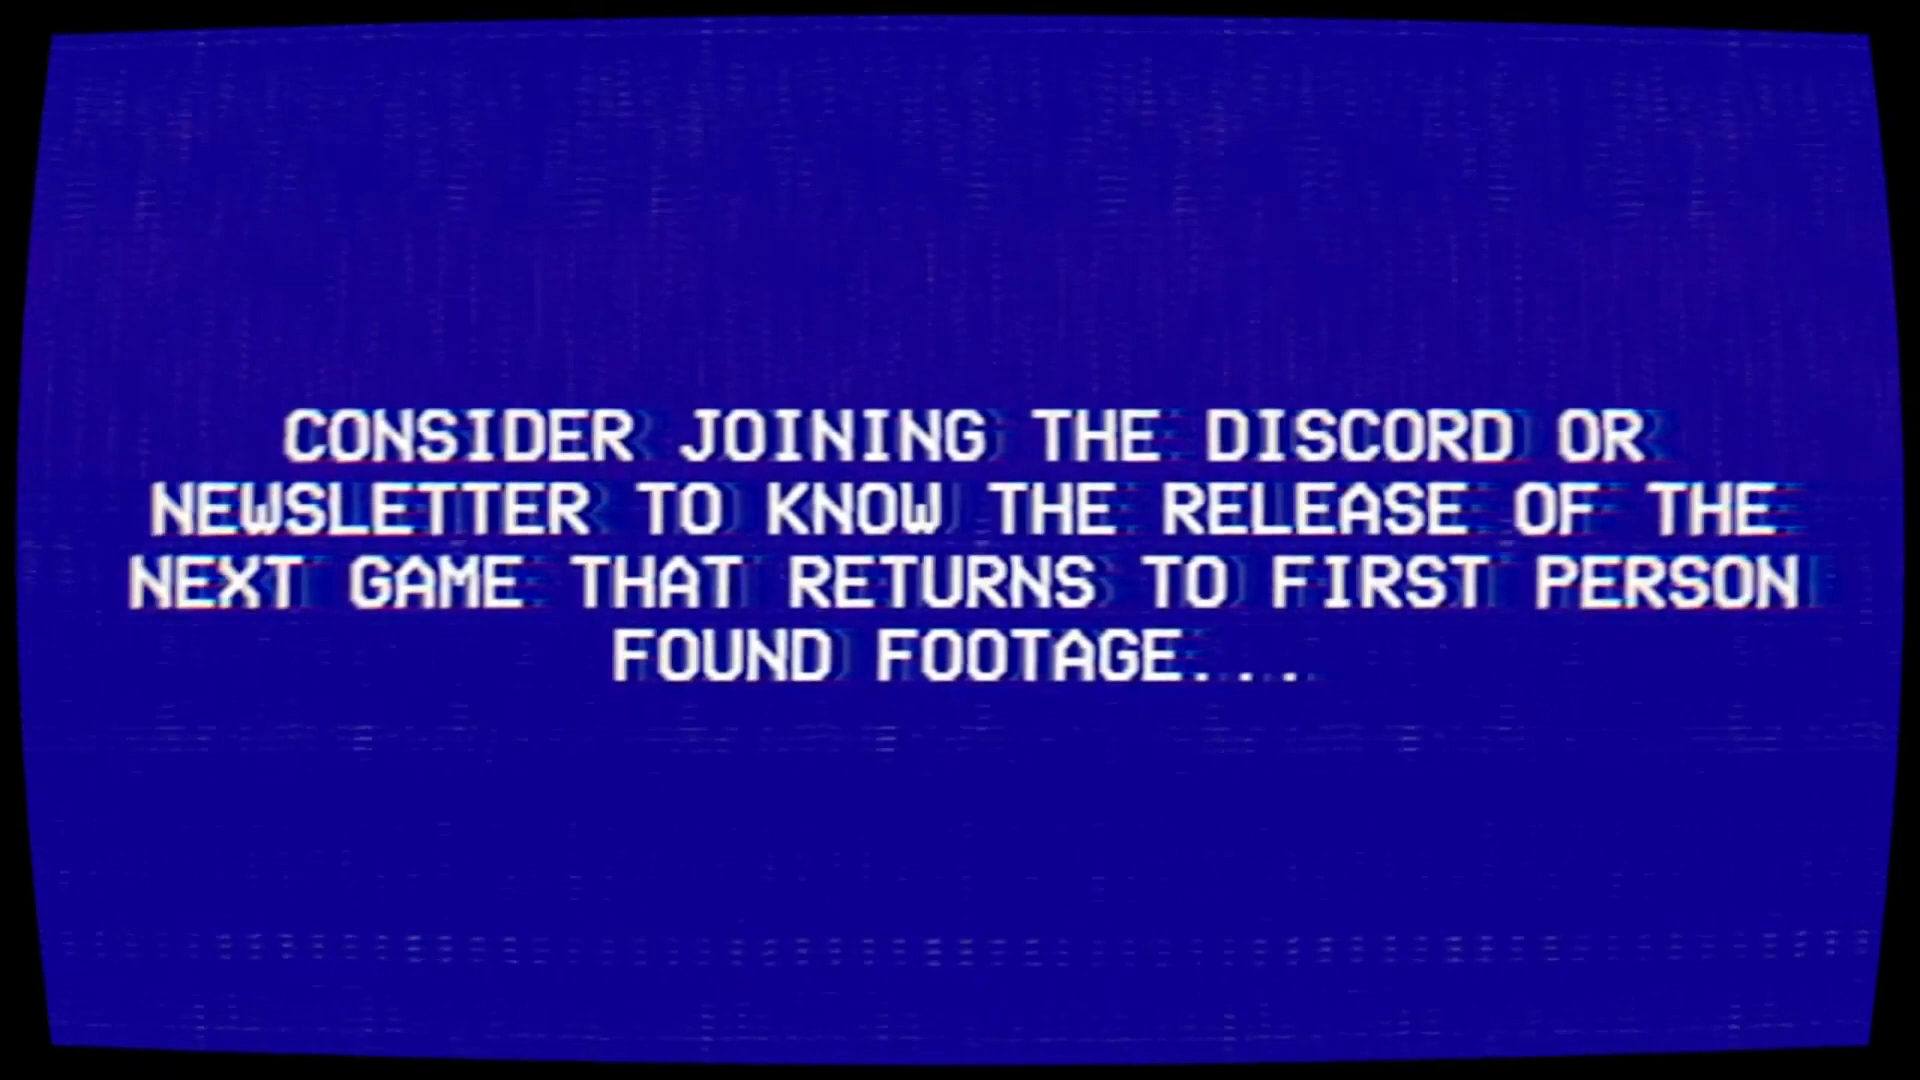 CONSIDER JOINING THE DISCORD OR
NEWSLETTER TO KNOW THE RELEASE OF THE
NEXT GAME THAT RETURNS TO FIRST PERSON
FOUND FOOTAGE...